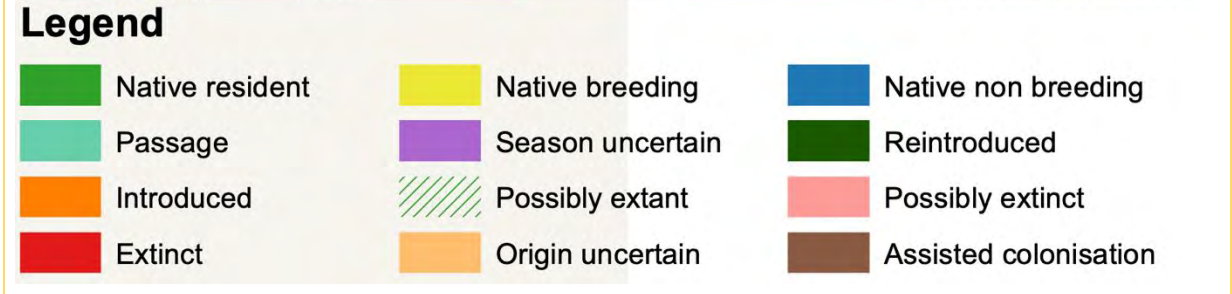 Legend
Native resident
Native breeding
Native non breeding
Passage
Season uncertain
Reintroduced
Introduced
Possibly extant
Possibly extinct
Extinct
Origin uncertain
Assisted colonisation